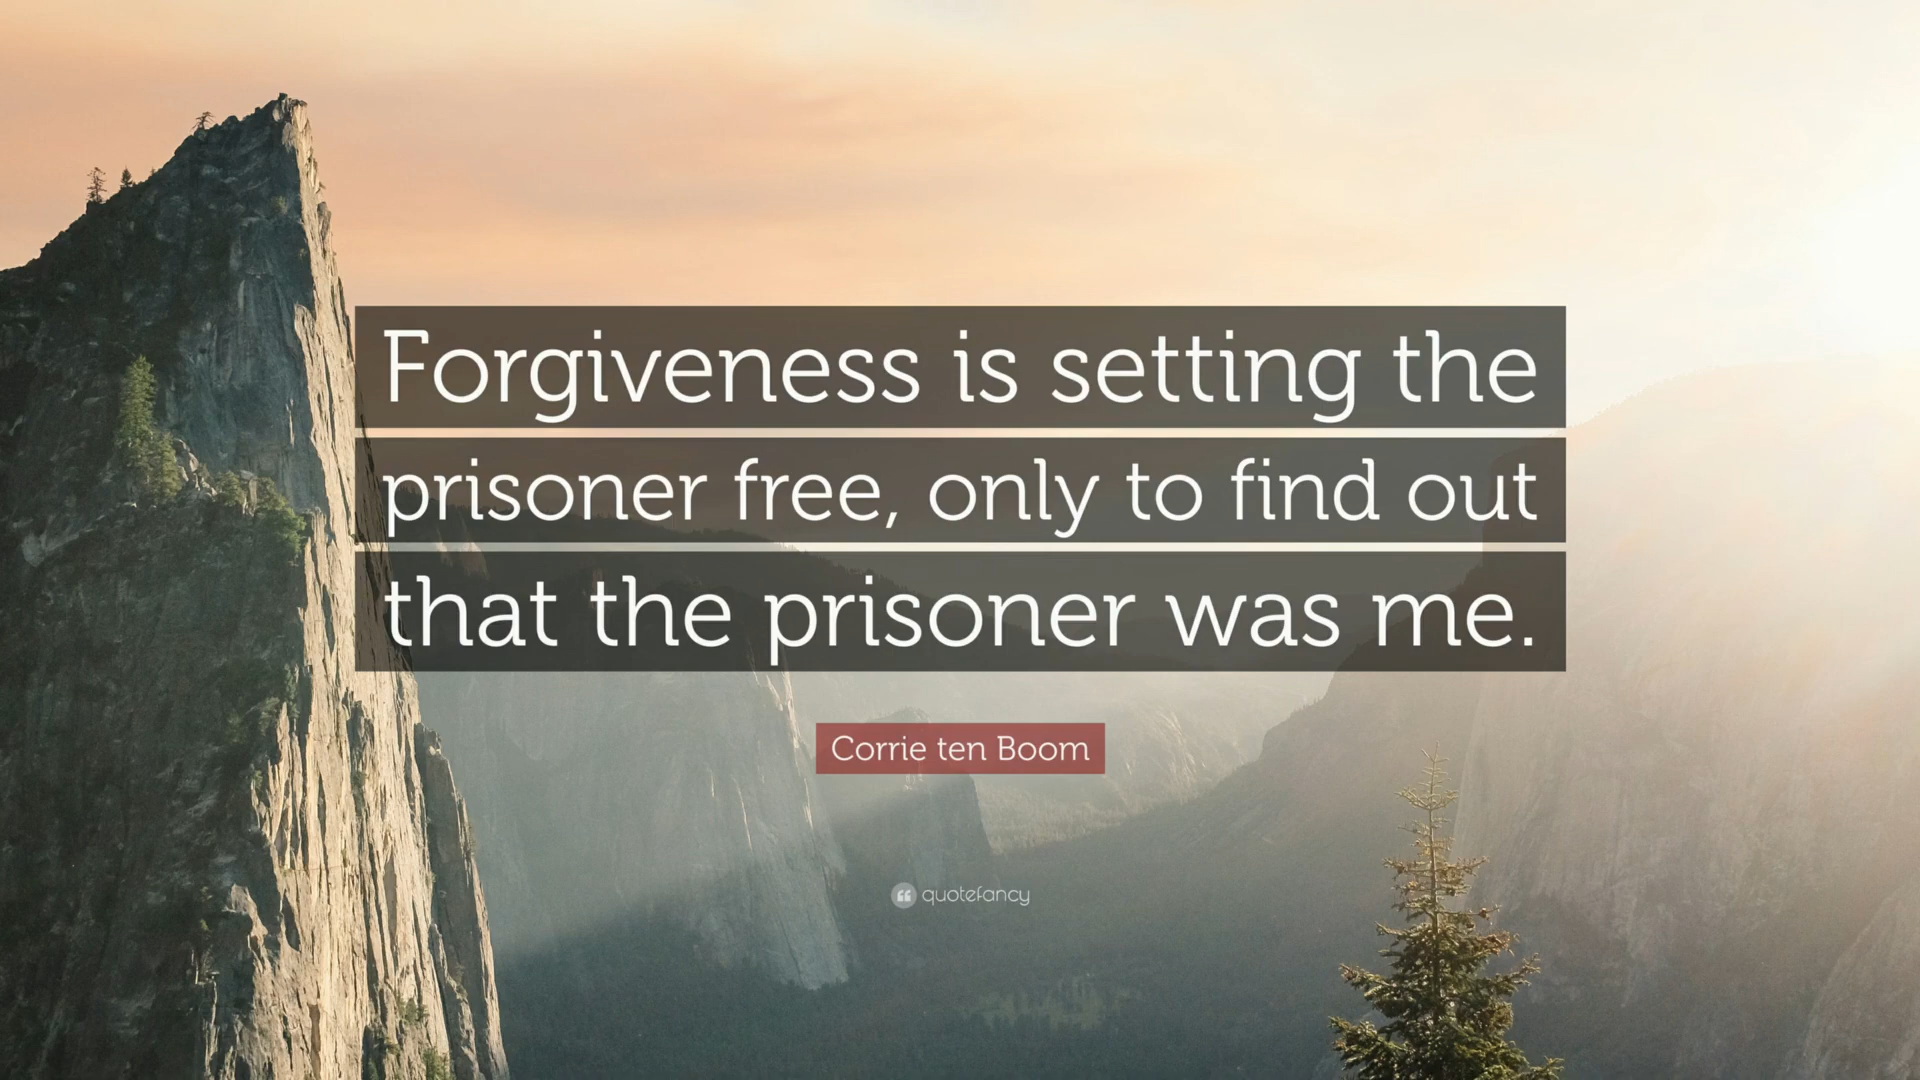 Forgiveness is setting the
prisoner free, only to find out
that the prisoner was me.
Corrie ten Boom
quotefancy